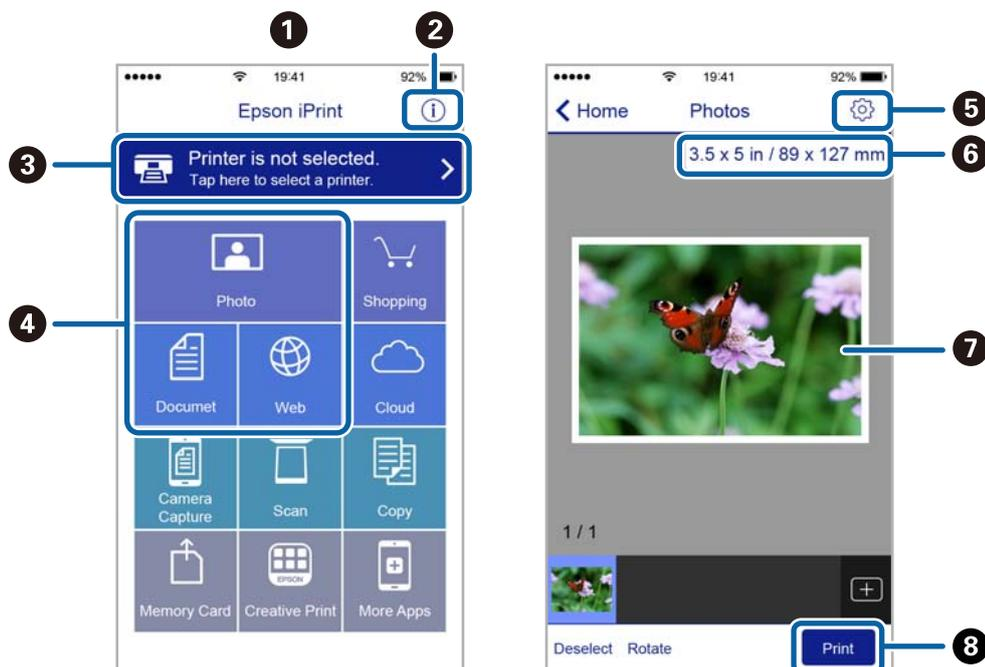 1
2
19:41
92%
Epson iPrint
i
3
Printer is not selected.
Tap here to select a printer.
4
Photo
Shopping
Documet
Web
Cloud
Camera
Capture
Scan
Copy
EPSON
Memory Card
Creative Print
More Apps
19:41
92%
Home
Photos
5
3.5 x 5 in / 89 x 127 mm
6
7
1 / 1
Deselect
Rotate
Print
8